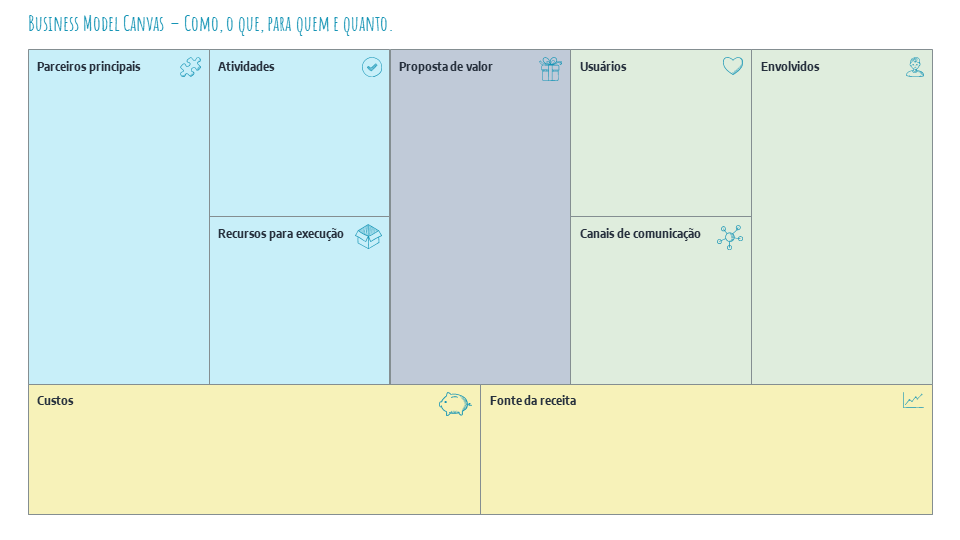 Business Model Canvas – Como, o que, para quem e quanto.
Parceiros principais
Atividades
Proposta de valor
Usuários
Envolvidos
Recursos para execução
Canais de comunicação
Custos
Fonte da receita